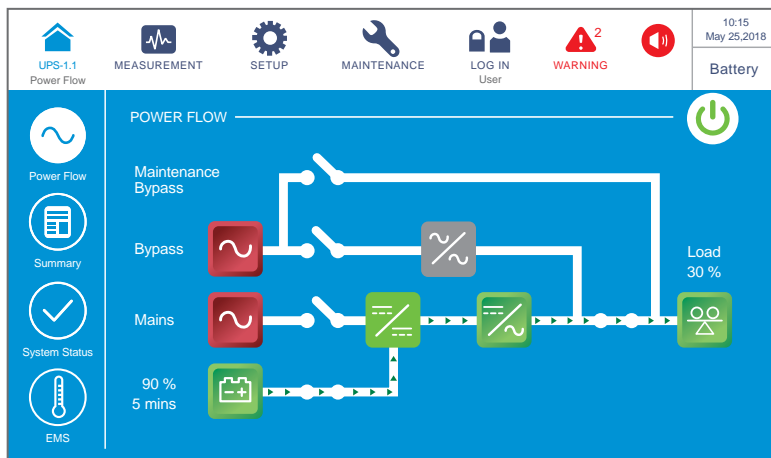 UPS-1.1
Power Flow
MEASUREMENT
SETUP
MAINTENANCE
LOG IN
User
2
WARNING
10:15
May 25,2018
Battery
Power Flow
Summary
System Status
EMS
POWER FLOW
Maintenance
Bypass
Bypass
Mains
90 %
5 mins
Load
30 %